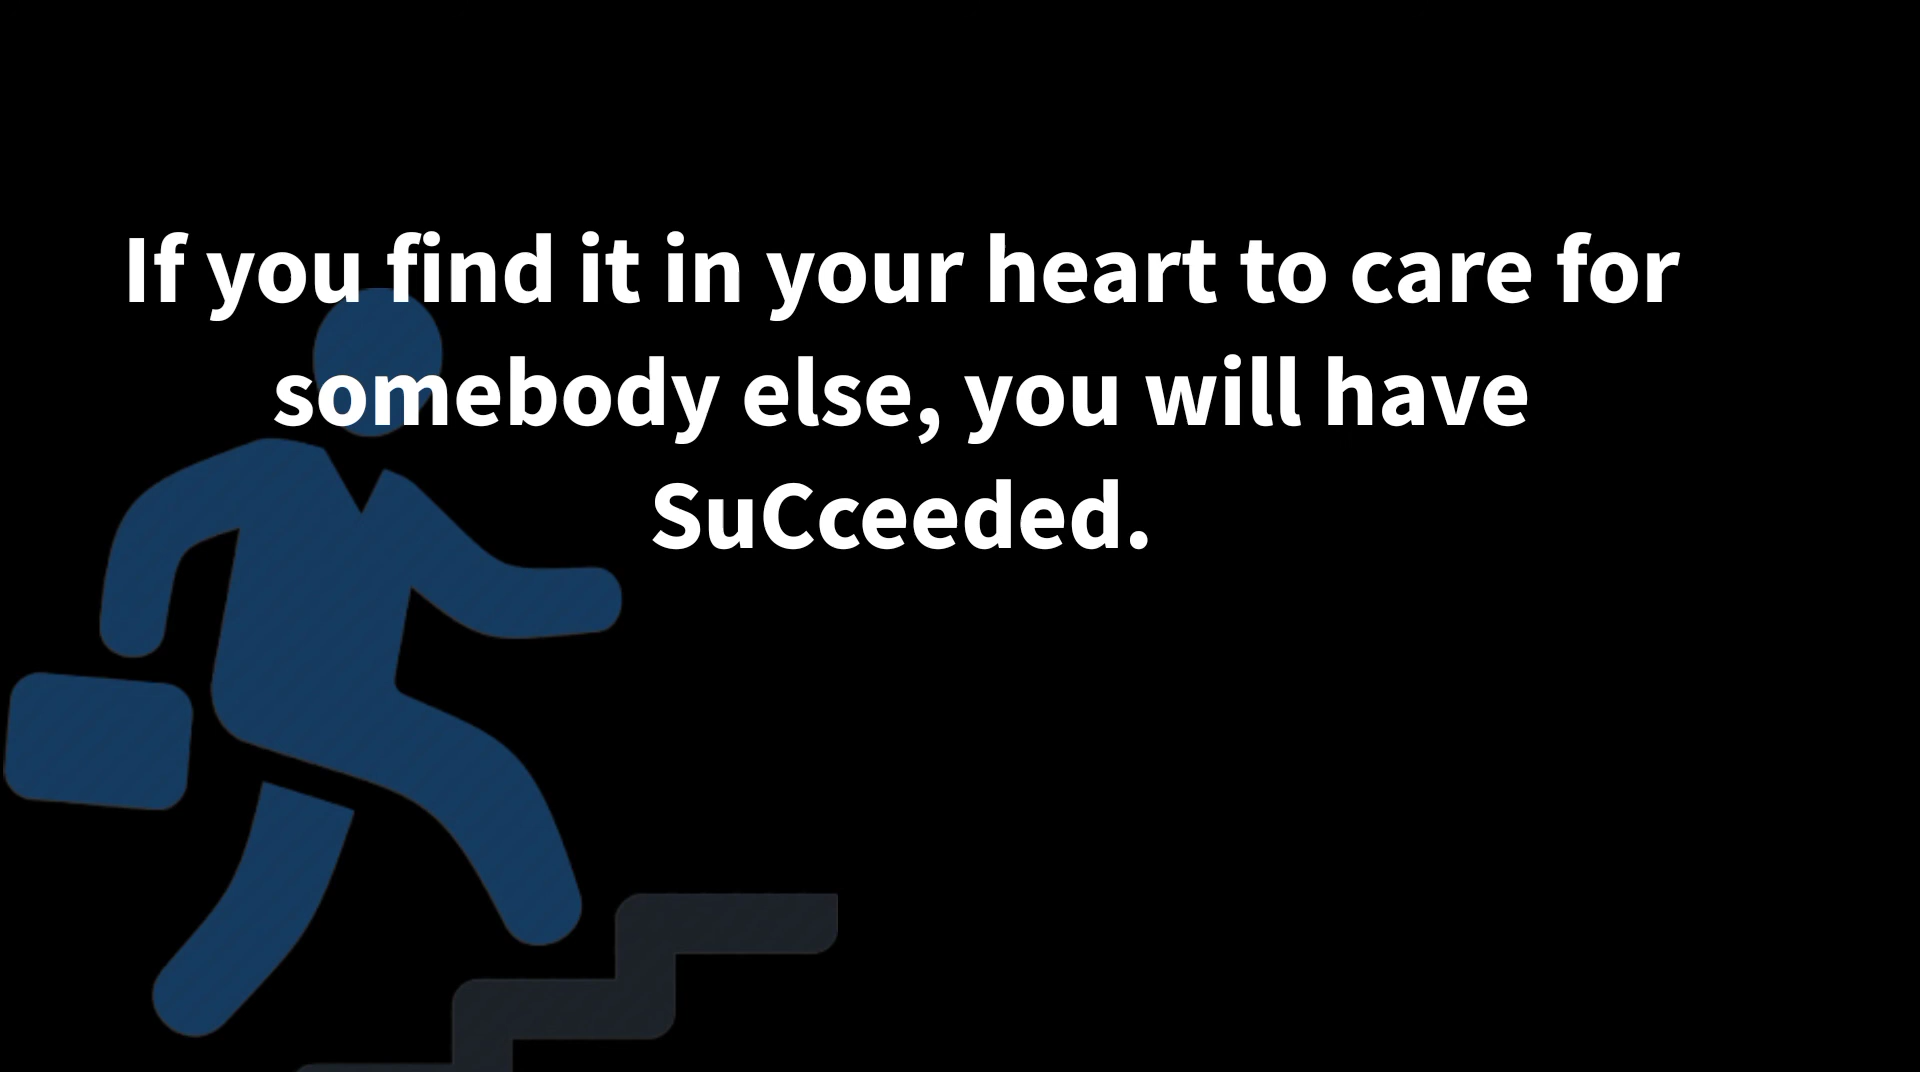 If you find it in your heart to care for
somebody else, you will have
SuCceeded.